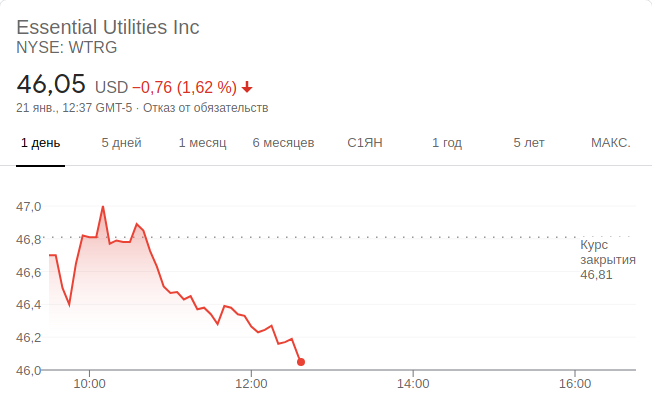 Essential Utilities Inc
NYSE: WTRG
46,05 USD −0,76 (1,62 %)
21 янв., 12:37 GMT-5 · Отказ от обязательств
1 день 5 дней 1 месяц 6 месяцев С1ЯН 1 год 5 лет МАКС.
47,0
46,8
Курс
закрытия
46,81
46,6
46,4
46,2
46,0
10:00 12:00 14:00 16:00